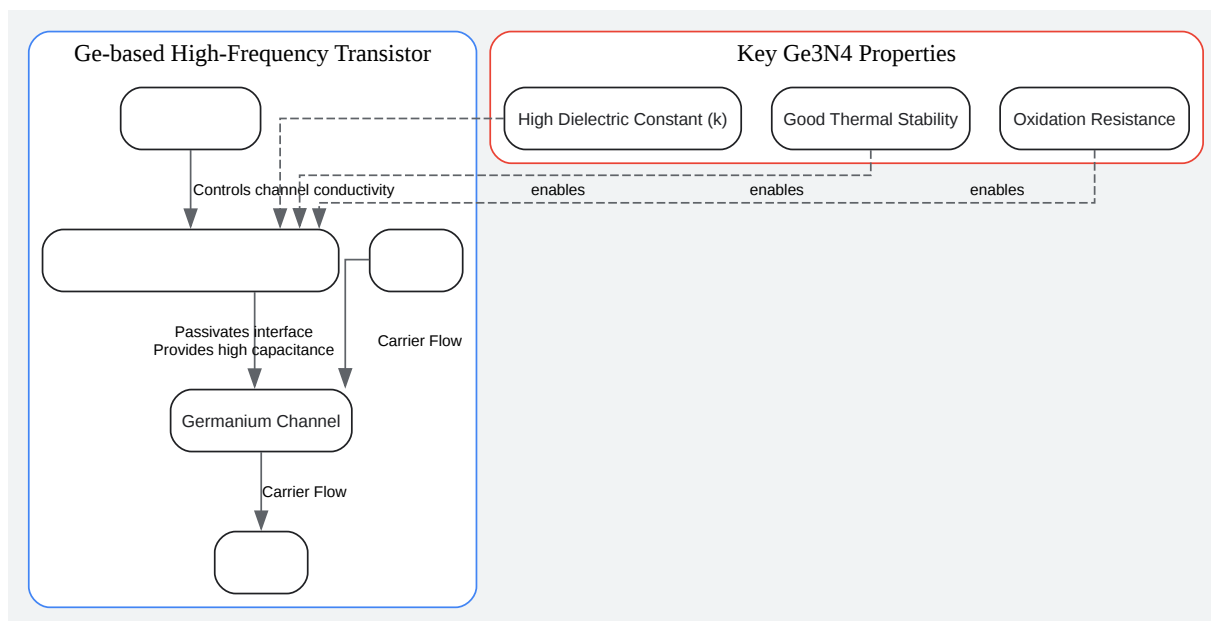 Ge-based High-Frequency Transistor
Key Ge3N4 Properties
High Dielectric Constant (k)
Good Thermal Stability
Oxidation Resistance
Controls channel conductivity
enables
enables
enables
Passivates interface
Provides high capacitance
Carrier Flow
Germanium Channel
Carrier Flow